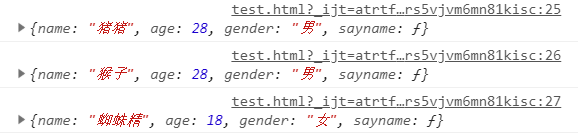 test.html?_ijt=atrtf…rs5vjvm6mn81kisc:25
{name: "猪猪", age: 28, gender: "男", sayname: ƒ}
test.html?_ijt=atrtf…rs5vjvm6mn81kisc:26
{name: "猴子", age: 28, gender: "男", sayname: ƒ}
test.html?_ijt=atrtf…rs5vjvm6mn81kisc:27
{name: "蜘蛛精", age: 18, gender: "女", sayname: ƒ}